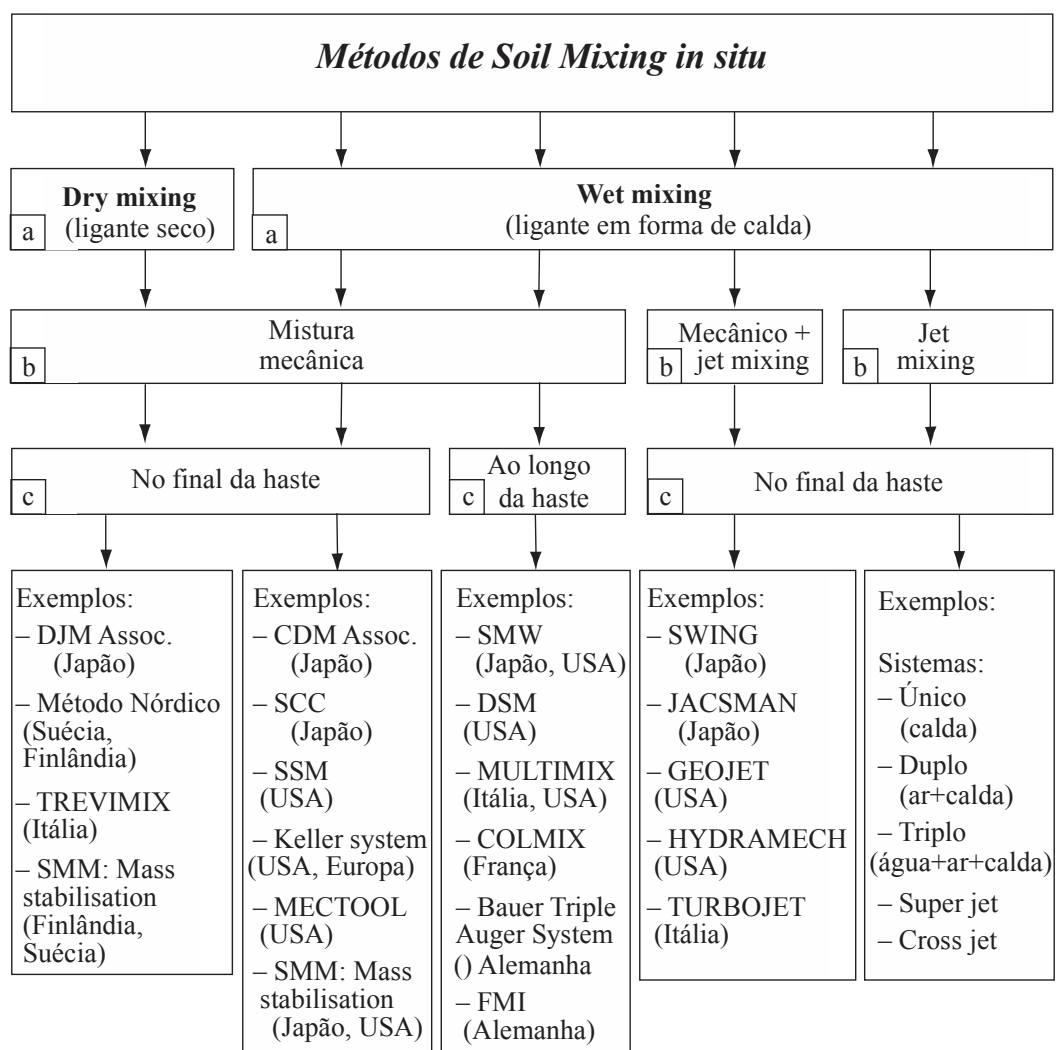 Métodos de Soil Mixing in situ
Dry mixing
(ligante seco)
a
Wet mixing
(ligante em forma de calda)
a
Mistura
mecânica
b
Mecânico +
jet mixing
b
Jet
mixing
b
No final da haste
c
Ao longo
da haste
c
No final da haste
c
Exemplos:
– DJM Assoc.
(Japão)
– Método Nórdico
(Suécia,
Finlândia)
– TREVIMIX
(Itália)
– SMM: Mass
stabilisation
(Finlândia,
Suécia)
Exemplos:
– CDM Assoc.
(Japão)
– SCC
(Japão)
– SSM
(USA)
– Keller system
(USA, Europa)
– MECTOOL
(USA)
– SMM: Mass
stabilisation
(Japão, USA)
Exemplos:
– SMW
(Japão, USA)
– DSM
(USA)
– MULTIMIX
(Itália, USA)
– COLMIX
(França)
– Bauer Triple
Auger System
() Alemanha
– FMI
(Alemanha)
Exemplos:
– SWING
(Japão)
– JACSMAN
(Japão)
– GEOJET
(USA)
– HYDRAMECH
(USA)
– TURBOJET
(Itália)
Exemplos:
Sistemas:
– Único
(calda)
– Duplo
(ar+calda)
– Triplo
(água+ar+calda)
– Super jet
– Cross jet